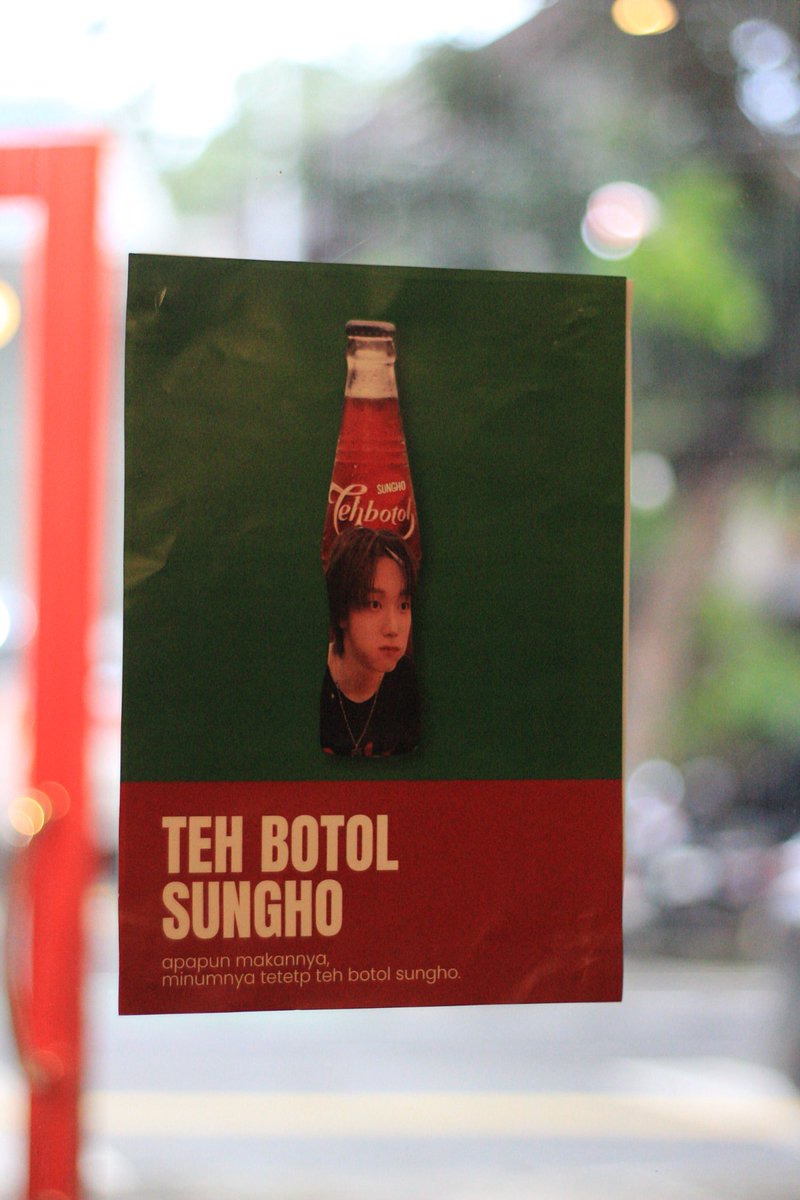 SUNGHO
Tehbotol
TEH BOTOL
SUNGHO
apapun makannya,
minumnya tetetp teh botol sungho.